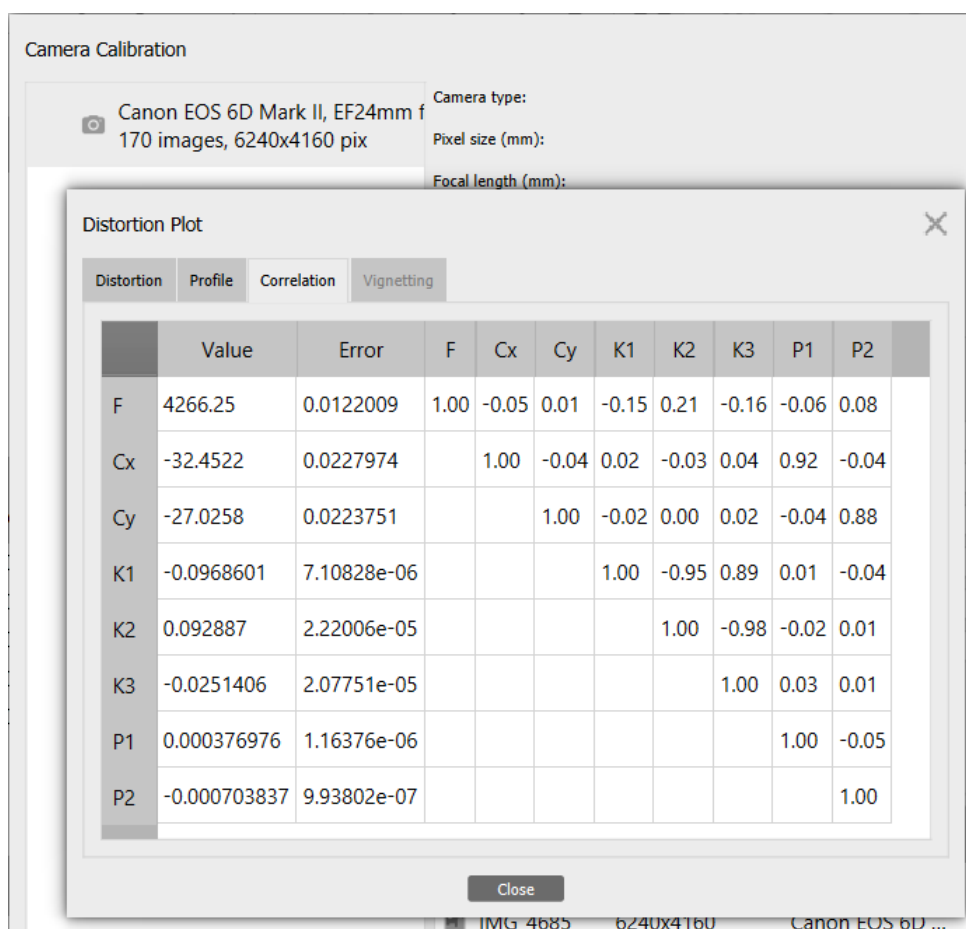 Camera Calibration
Canon EOS 6D Mark II, EF24mm f
170 images, 6240x4160 pix
Camera type:
Pixel size (mm):
Focal length (mm):
Distortion Plot
Distortion Profile Correlation Vignetting
Value Error F Cx Cy K1 K2 K3 P1 P2
F 4266.25 0.0122009 1.00 -0.05 0.01 -0.15 0.21 -0.16 -0.06 0.08
Cx -32.4522 0.0227974 1.00 -0.04 0.02 -0.03 0.04 0.92 -0.04
Cy -27.0258 0.0223751 1.00 -0.02 0.00 0.02 -0.04 0.88
K1 -0.0968601 7.10828e-06 1.00 -0.95 0.89 0.01 -0.04
K2 0.092887 2.22006e-05 1.00 -0.98 -0.02 0.01
K3 -0.0251406 2.07751e-05 1.00 0.03 0.01
P1 0.000376976 1.16376e-06 1.00 -0.05
P2 -0.000703837 9.93802e-07 1.00
Close
IMG_4685 6240x4160 Canon EOS 6D ...